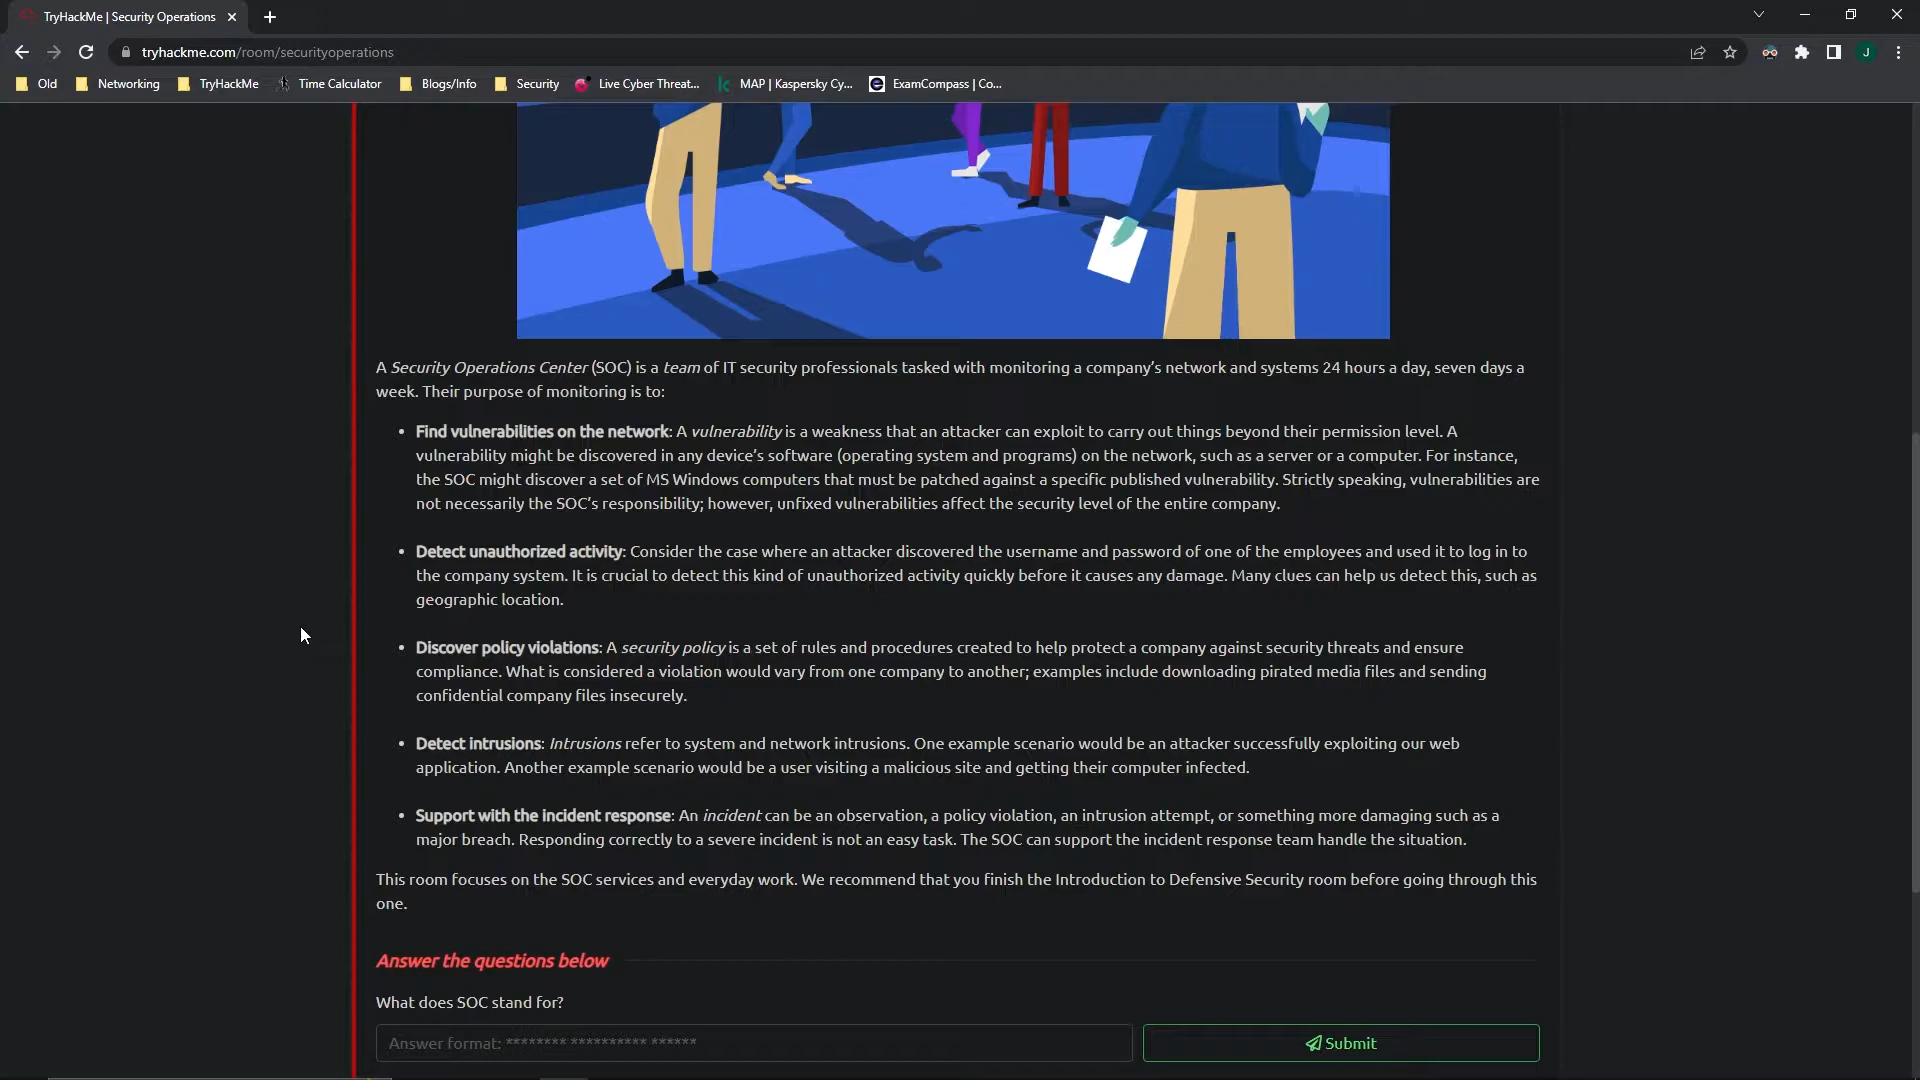 TryHackMe | Security Operations
tryhackme.com/room/securityoperations
J
Old Networking TryHackMe Time Calculator Blogs/Info Security Live Cyber Threat... MAP | Kaspersky Cy... ExamCompass | Co...
A Security Operations Center (SOC) is a team of IT security professionals tasked with monitoring a company’s network and systems 24 hours a day, seven days a
week. Their purpose of monitoring is to:
• Find vulnerabilities on the network: A vulnerability is a weakness that an attacker can exploit to carry out things beyond their permission level. A
vulnerability might be discovered in any device’s software (operating system and programs) on the network, such as a server or a computer. For instance,
the SOC might discover a set of MS Windows computers that must be patched against a specific published vulnerability. Strictly speaking, vulnerabilities are
not necessarily the SOC’s responsibility; however, unfixed vulnerabilities affect the security level of the entire company.
• Detect unauthorized activity: Consider the case where an attacker discovered the username and password of one of the employees and used it to log in to
the company system. It is crucial to detect this kind of unauthorized activity quickly before it causes any damage. Many clues can help us detect this, such as
geographic location.
• Discover policy violations: A security policy is a set of rules and procedures created to help protect a company against security threats and ensure
compliance. What is considered a violation would vary from one company to another; examples include downloading pirated media files and sending
confidential company files insecurely.
• Detect intrusions: Intrusions refer to system and network intrusions. One example scenario would be an attacker successfully exploiting our web
application. Another example scenario would be a user visiting a malicious site and getting their computer infected.
• Support with the incident response: An incident can be an observation, a policy violation, an intrusion attempt, or something more damaging such as a
major breach. Responding correctly to a severe incident is not an easy task. The SOC can support the incident response team handle the situation.
This room focuses on the SOC services and everyday work. We recommend that you finish the Introduction to Defensive Security room before going through this
one.
Answer the questions below
What does SOC stand for?
Answer format: ******** ********** ******
Submit